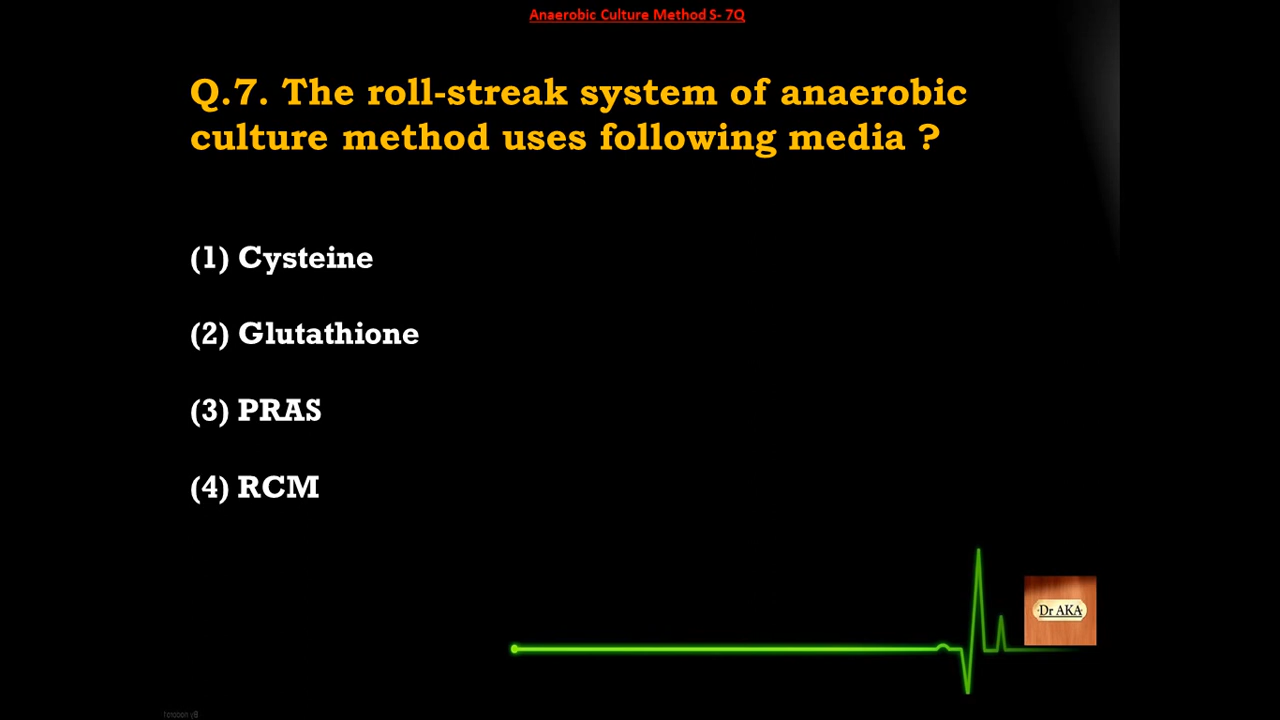 Anaerobic Culture Method S- 7Q
Q.7. The roll-streak system of anaerobic
culture method uses following media ?
(1) Cysteine
(2) Glutathione
(3) PRAS
(4) RCM
Dr AKA